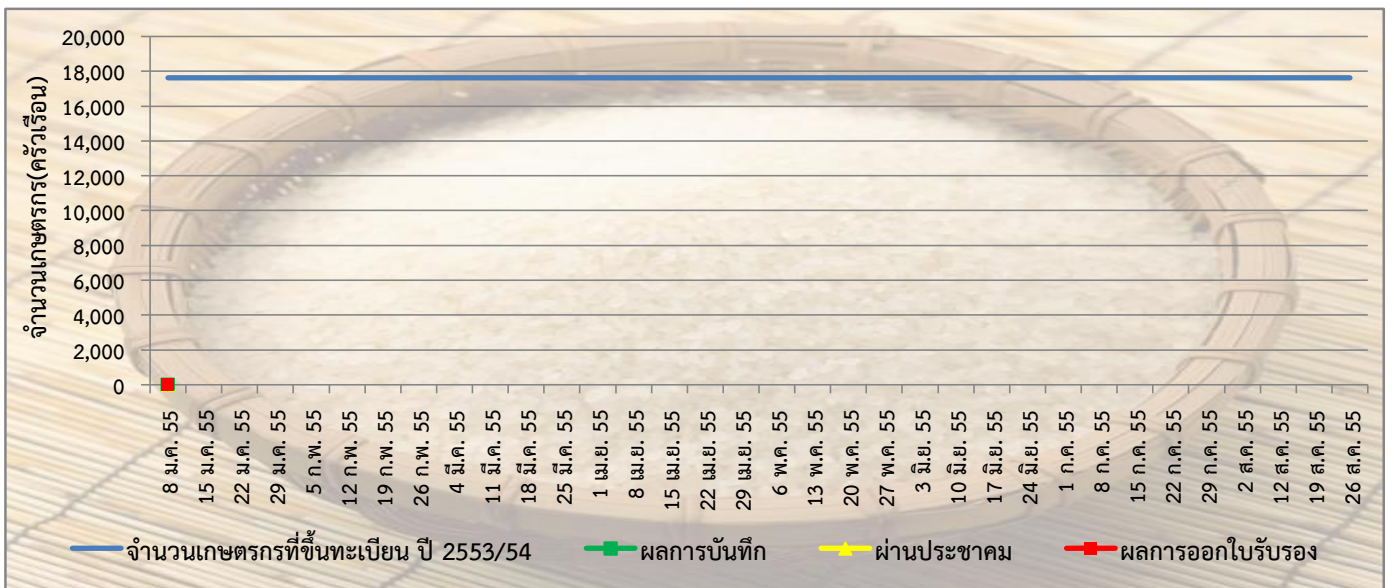 จำนวนเกษตรกร(ครัวเรือน)
20,000
18,000
16,000
14,000
12,000
10,000
8,000
6,000
4,000
2,000
0
8 ม.ค. 55
15 ม.ค. 55
22 ม.ค. 55
29 ม.ค. 55
5 ก.พ. 55
12 ก.พ. 55
19 ก.พ. 55
26 ก.พ. 55
4 มี.ค. 55
11 มี.ค. 55
18 มี.ค. 55
25 มี.ค. 55
1 เม.ย. 55
8 เม.ย. 55
15 เม.ย. 55
22 เม.ย. 55
29 เม.ย. 55
6 พ.ค. 55
13 พ.ค. 55
20 พ.ค. 55
27 พ.ค. 55
3 มิ.ย. 55
10 มิ.ย. 55
17 มิ.ย. 55
24 มิ.ย. 55
1 ก.ค. 55
8 ก.ค. 55
15 ก.ค. 55
22 ก.ค. 55
29 ก.ค. 55
2 ส.ค. 55
12 ส.ค. 55
19 ส.ค. 55
26 ส.ค. 55
จำนวนเกษตรกรที่ขึ้นทะเบียน ปี 2553/54
ผลการบันทึก
ผ่านประชาคม
ผลการออกใบรับรอง